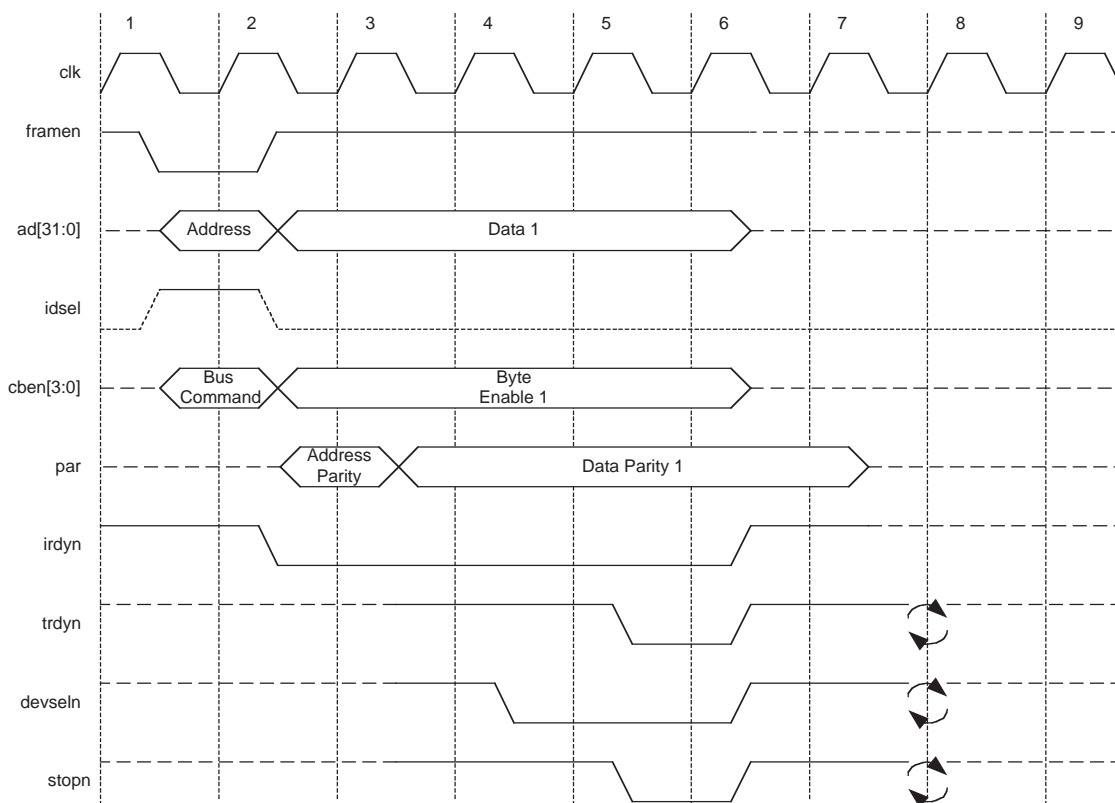 1 2 3 4 5 6 7 8 9
clk
framen
ad[31:0] Address Data 1
idsel
cben[3:0] Bus Command Byte Enable 1
par Address Parity Data Parity 1
irdyn
trdyn
devseln
stopn